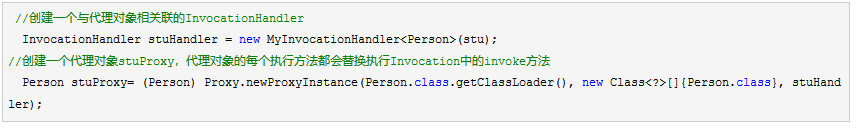 //创建一个与代理对象相关联的InvocationHandler
InvocationHandler stuHandler = new MyInvocationHandler<Person>(stu);
//创建一个代理对象stuProxy，代理对象的每个执行方法都会替换执行Invocation中的invoke方法
Person stuProxy= (Person) Proxy.newProxyInstance(Person.class.getClassLoader(), new Class<?>[]{Person.class}, stuHand
ler);